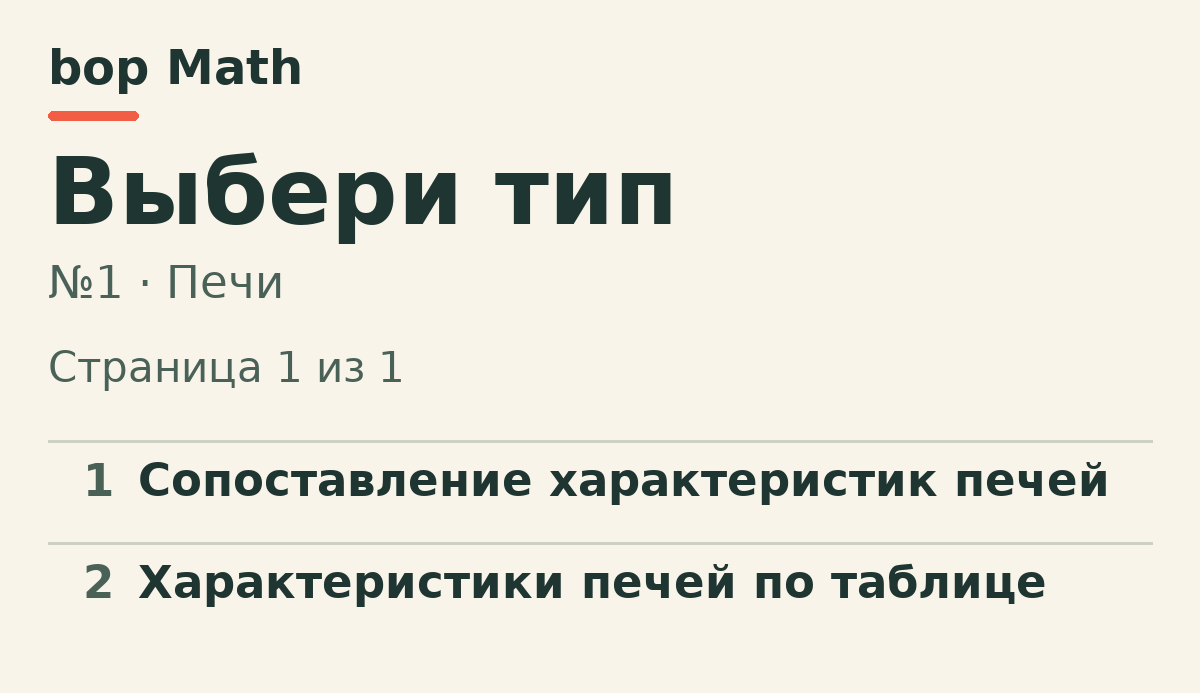 bop Math
Выбери тип
№1 · Печи
Страница 1 из 1
1 Сопоставление характеристик печей
2 Характеристики печей по таблице